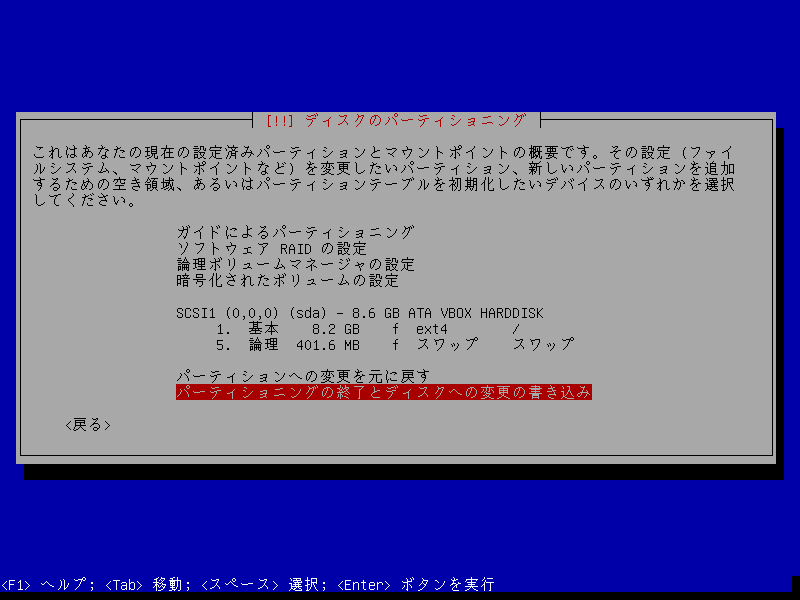 [!!] ディスクのパーティショニング
これはあなたの現在の設定済みパーティションとマウントポイントの概要です。その設定 (ファイ
ルシステム、マウントポイントなど) を変更したいパーティション、新しいパーティションを追加
するための空き領域、あるいはパーティションテーブルを初期化したいデバイスのいずれかを選択
してください。
ガイドによるパーティショニング
ソフトウェア RAID の設定
論理ボリュームマネージャの設定
暗号化されたボリュームの設定
SCSI1 (0,0,0) (sda) - 8.6 GB ATA VBOX HARDDISK
1. 基本 8.2 GB f ext4 /
5. 論理 401.6 MB f スワップ スワップ
パーティションへの変更を元に戻す
パーティショニングの終了とディスクへの変更の書き込み
<戻る>
<F1> ヘルプ; <Tab> 移動; <スペース> 選択; <Enter> ボタンを実行